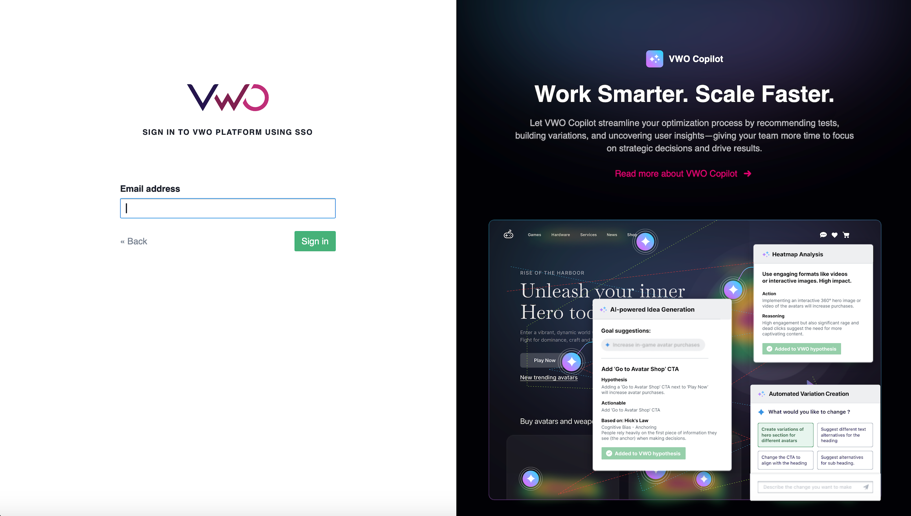 VWO
SIGN IN TO VWO PLATFORM USING SSO
Email address
« Back
Sign in
VWO Copilot
Work Smarter. Scale Faster.
Let VWO Copilot streamline your optimization process by recommending tests,
building variations, and uncovering user insights—giving your team more time to focus
on strategic decisions and drive results.
Read more about VWO Copilot →
Games Hardware Services News Shop
RISE OF THE HARBOUR
Unleash your inner
Hero
Enter a vibrant, dynamic
Fight for dominance, craft
Play Now
New trending avatars
Buy avatars and
AI-powered Idea Generation
Goal suggestions:
Increase in-game avatar purchases
Add 'Go to Avatar Shop' CTA
Hypothesis
Adding a 'Go to Avatar Shop' CTA next to 'Play Now'
will increase avatar purchases
Actionable
Add 'Go to Avatar Shop' CTA
Based on: Hick's Law
Cognitive Bias - Anchoring
People rely heavily on the first piece of information they
see (the anchor) when making decisions.
Added to VWO hypothesis
Heatmap Analysis
Use engaging formats like videos
or interactive images. High impact.
Action
Implementing an interactive 360° hero image or
video of the avatars will increase purchases.
Reasoning
High engagement but also significant rage and
dead clicks suggest the need for more
captivating content.
Added to VWO hypothesis
Automated Variation Creation
What would you like to change ?
Create variations of
hero section for
different avatars
Suggest different text
alternatives for the
heading
Change the CTA to
align with the heading
Suggest alternatives
for sub-heading.
Describe the change you want to make